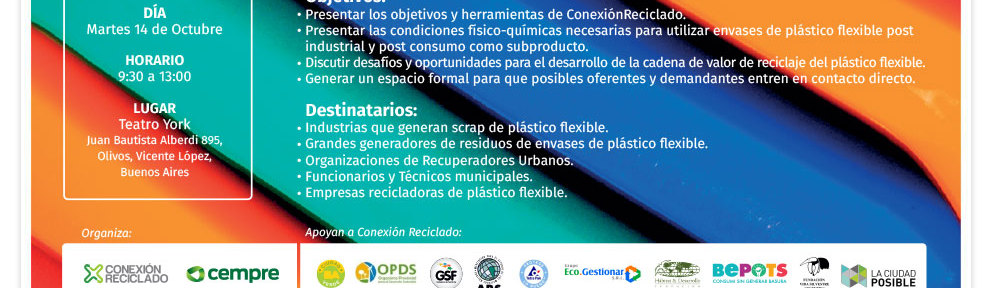 DÍA
Martes 14 de Octubre
HORARIO
9:30 a 13:00
LUGAR
Teatro York
Juan Bautista Alberdi 895,
Olivos, Vicente López,
Buenos Aires
Objetivos:
• Presentar los objetivos y herramientas de ConexiónReciclado.
• Presentar las condiciones físico-químicas necesarias para utilizar envases de plástico flexible post
industrial y post consumo como subproducto.
• Discutir desafíos y oportunidades para el desarrollo de la cadena de valor de reciclaje del plástico flexible.
• Generar un espacio formal para que posibles oferentes y demandantes entren en contacto directo.
Destinatarios:
• Industrias que generan scrap de plástico flexible.
• Grandes generadores de residuos de envases de plástico flexible.
• Organizaciones de Recuperadores Urbanos.
• Funcionarios y Técnicos municipales.
• Empresas recicladoras de plástico flexible.
Organiza:
Apoyan a Conexión Reciclado:
CONEXIÓN
RECICLADO
cempre
OPDS
GSF
Grupo
Eco.Gestionar
S.R.L.
BePOTS
CONSUMI SIN GENERAR BASURA
FUNDACIÓN
VIDA SILVESTRE
LA CIUDAD
POSIBLE